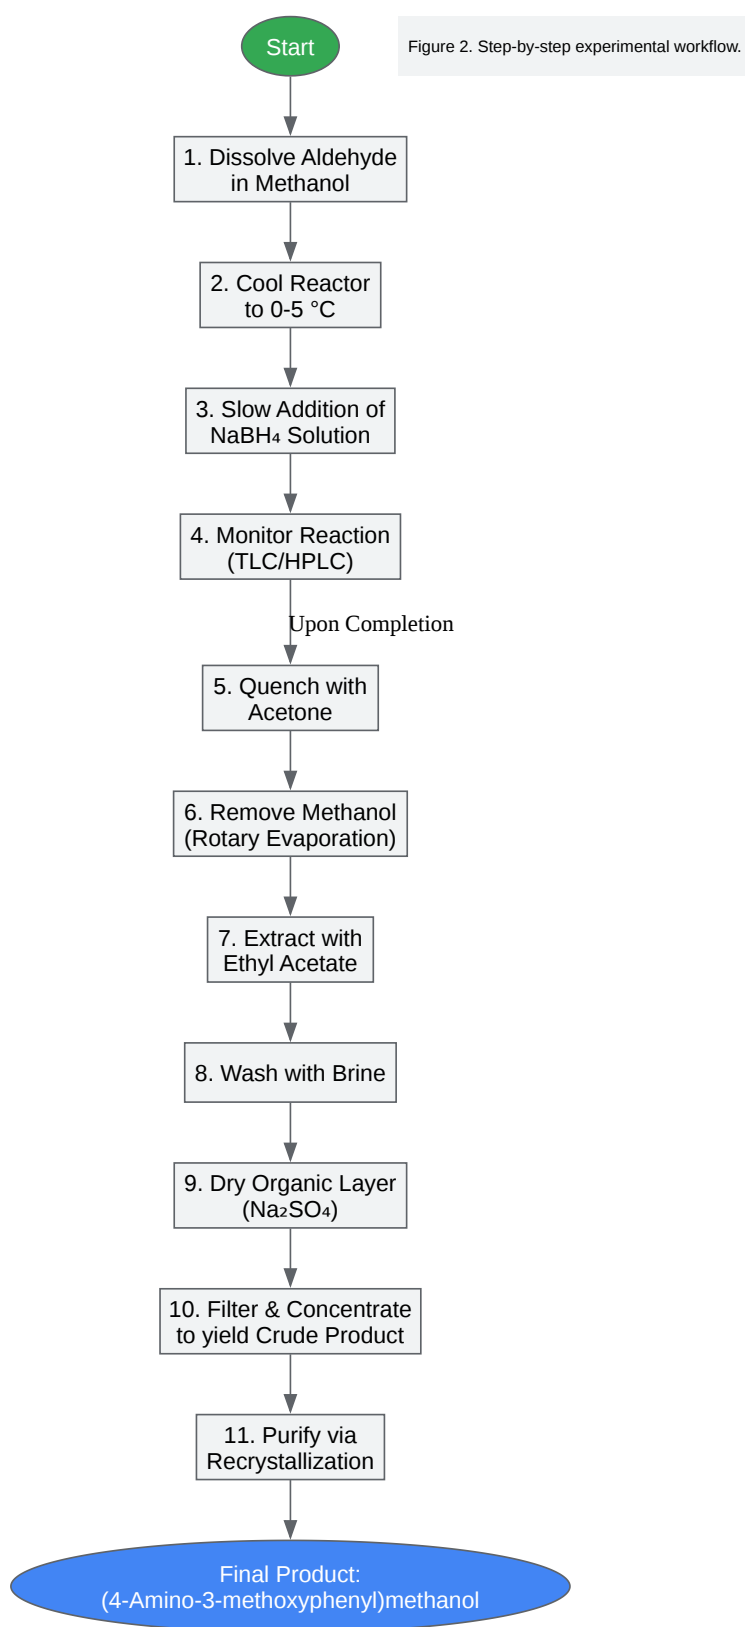 Start
Figure 2. Step-by-step experimental workflow.
1. Dissolve Aldehyde
in Methanol
2. Cool Reactor
to 0-5 °C
3. Slow Addition of
NaBH₄ Solution
4. Monitor Reaction
(TLC/HPLC)
Upon Completion
5. Quench with
Acetone
6. Remove Methanol
(Rotary Evaporation)
7. Extract with
Ethyl Acetate
8. Wash with Brine
9. Dry Organic Layer
(Na₂SO₄)
10. Filter & Concentrate
to yield Crude Product
11. Purify via
Recrystallization
Final Product:
(4-Amino-3-methoxyphenyl)methanol